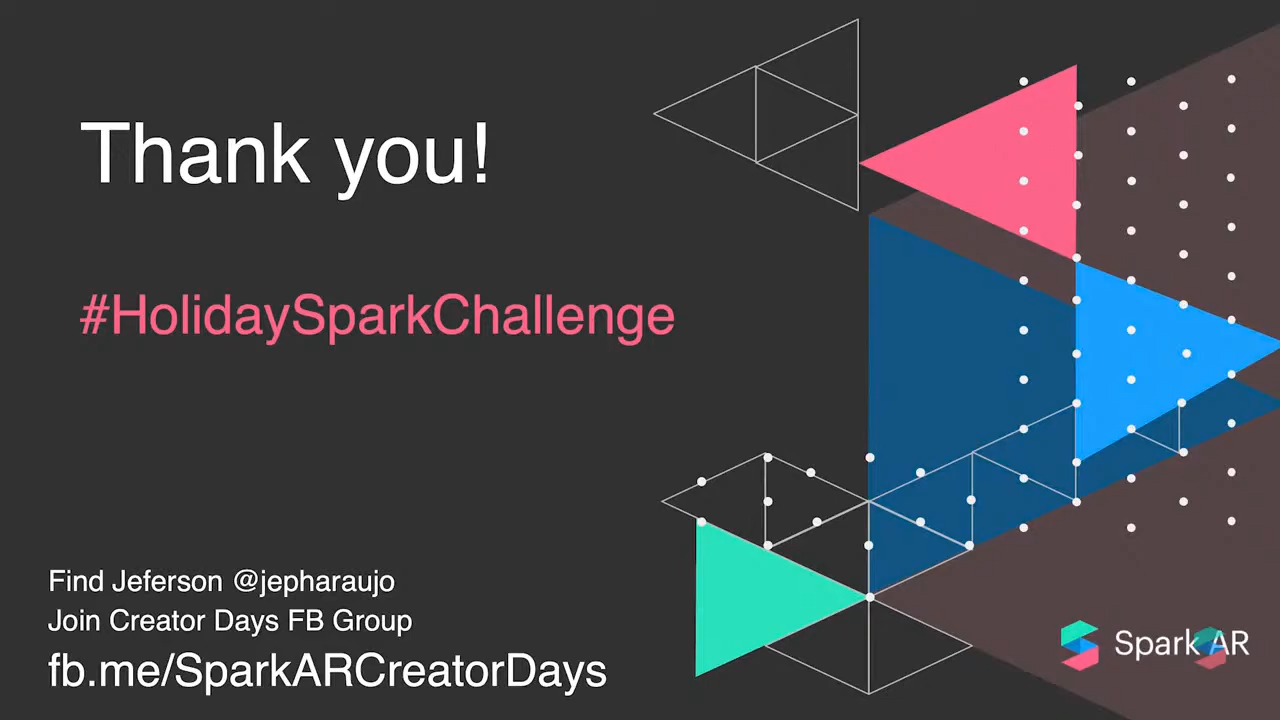 Thank you!
#HolidaySparkChallenge
Find Jeferson @jepharaujo
Join Creator Days FB Group
fb.me/SparkARCreatorDays
Spark AR